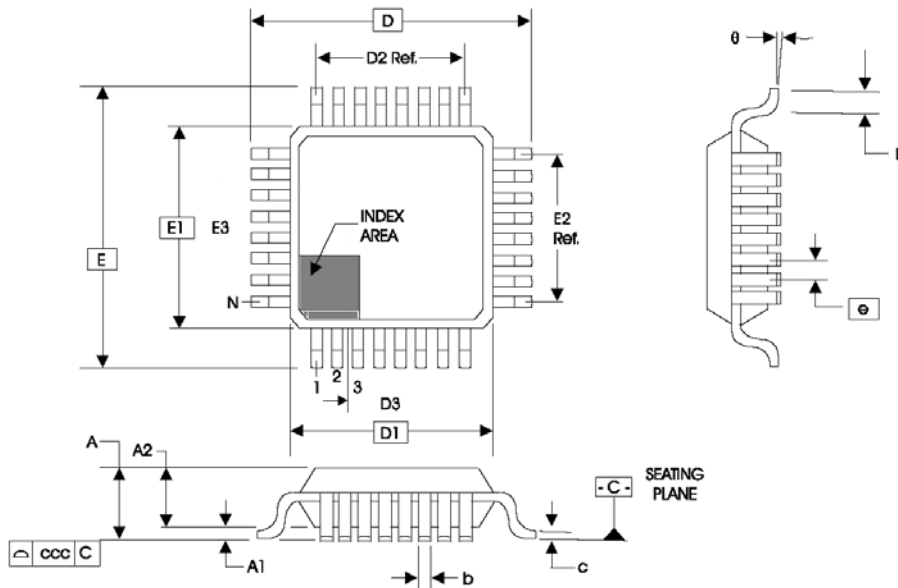 D
θ
D2 Ref.
E
E1
E3
INDEX
AREA
E2
Ref.
N
1
2
3
D3
D1
e
A
A2
SEATING
PLANE
- C -
ccc C
A1
b
c